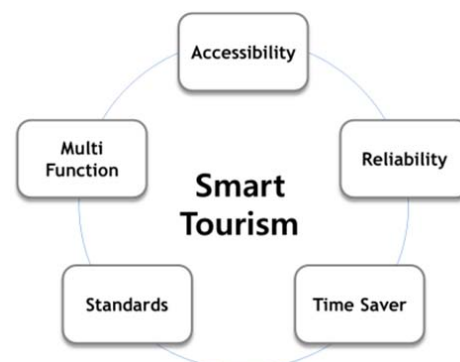 Accessibility
Multi
Function
Reliability
Smart
Tourism
Standards
Time Saver